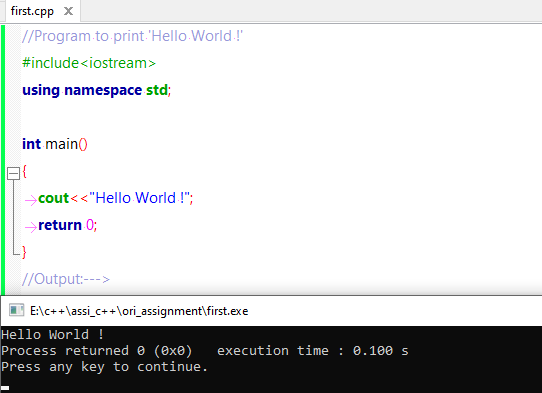 first.cpp X
//Program to print 'Hello World !'
#include<iostream>
using namespace std;
int main()
{
cout<<"Hello World !";
return 0;
}
//Output:--->
E:\c++\assi_c++\ori_assignment\first.exe
Hello World !
Process returned 0 (0x0)   execution time : 0.100 s
Press any key to continue.